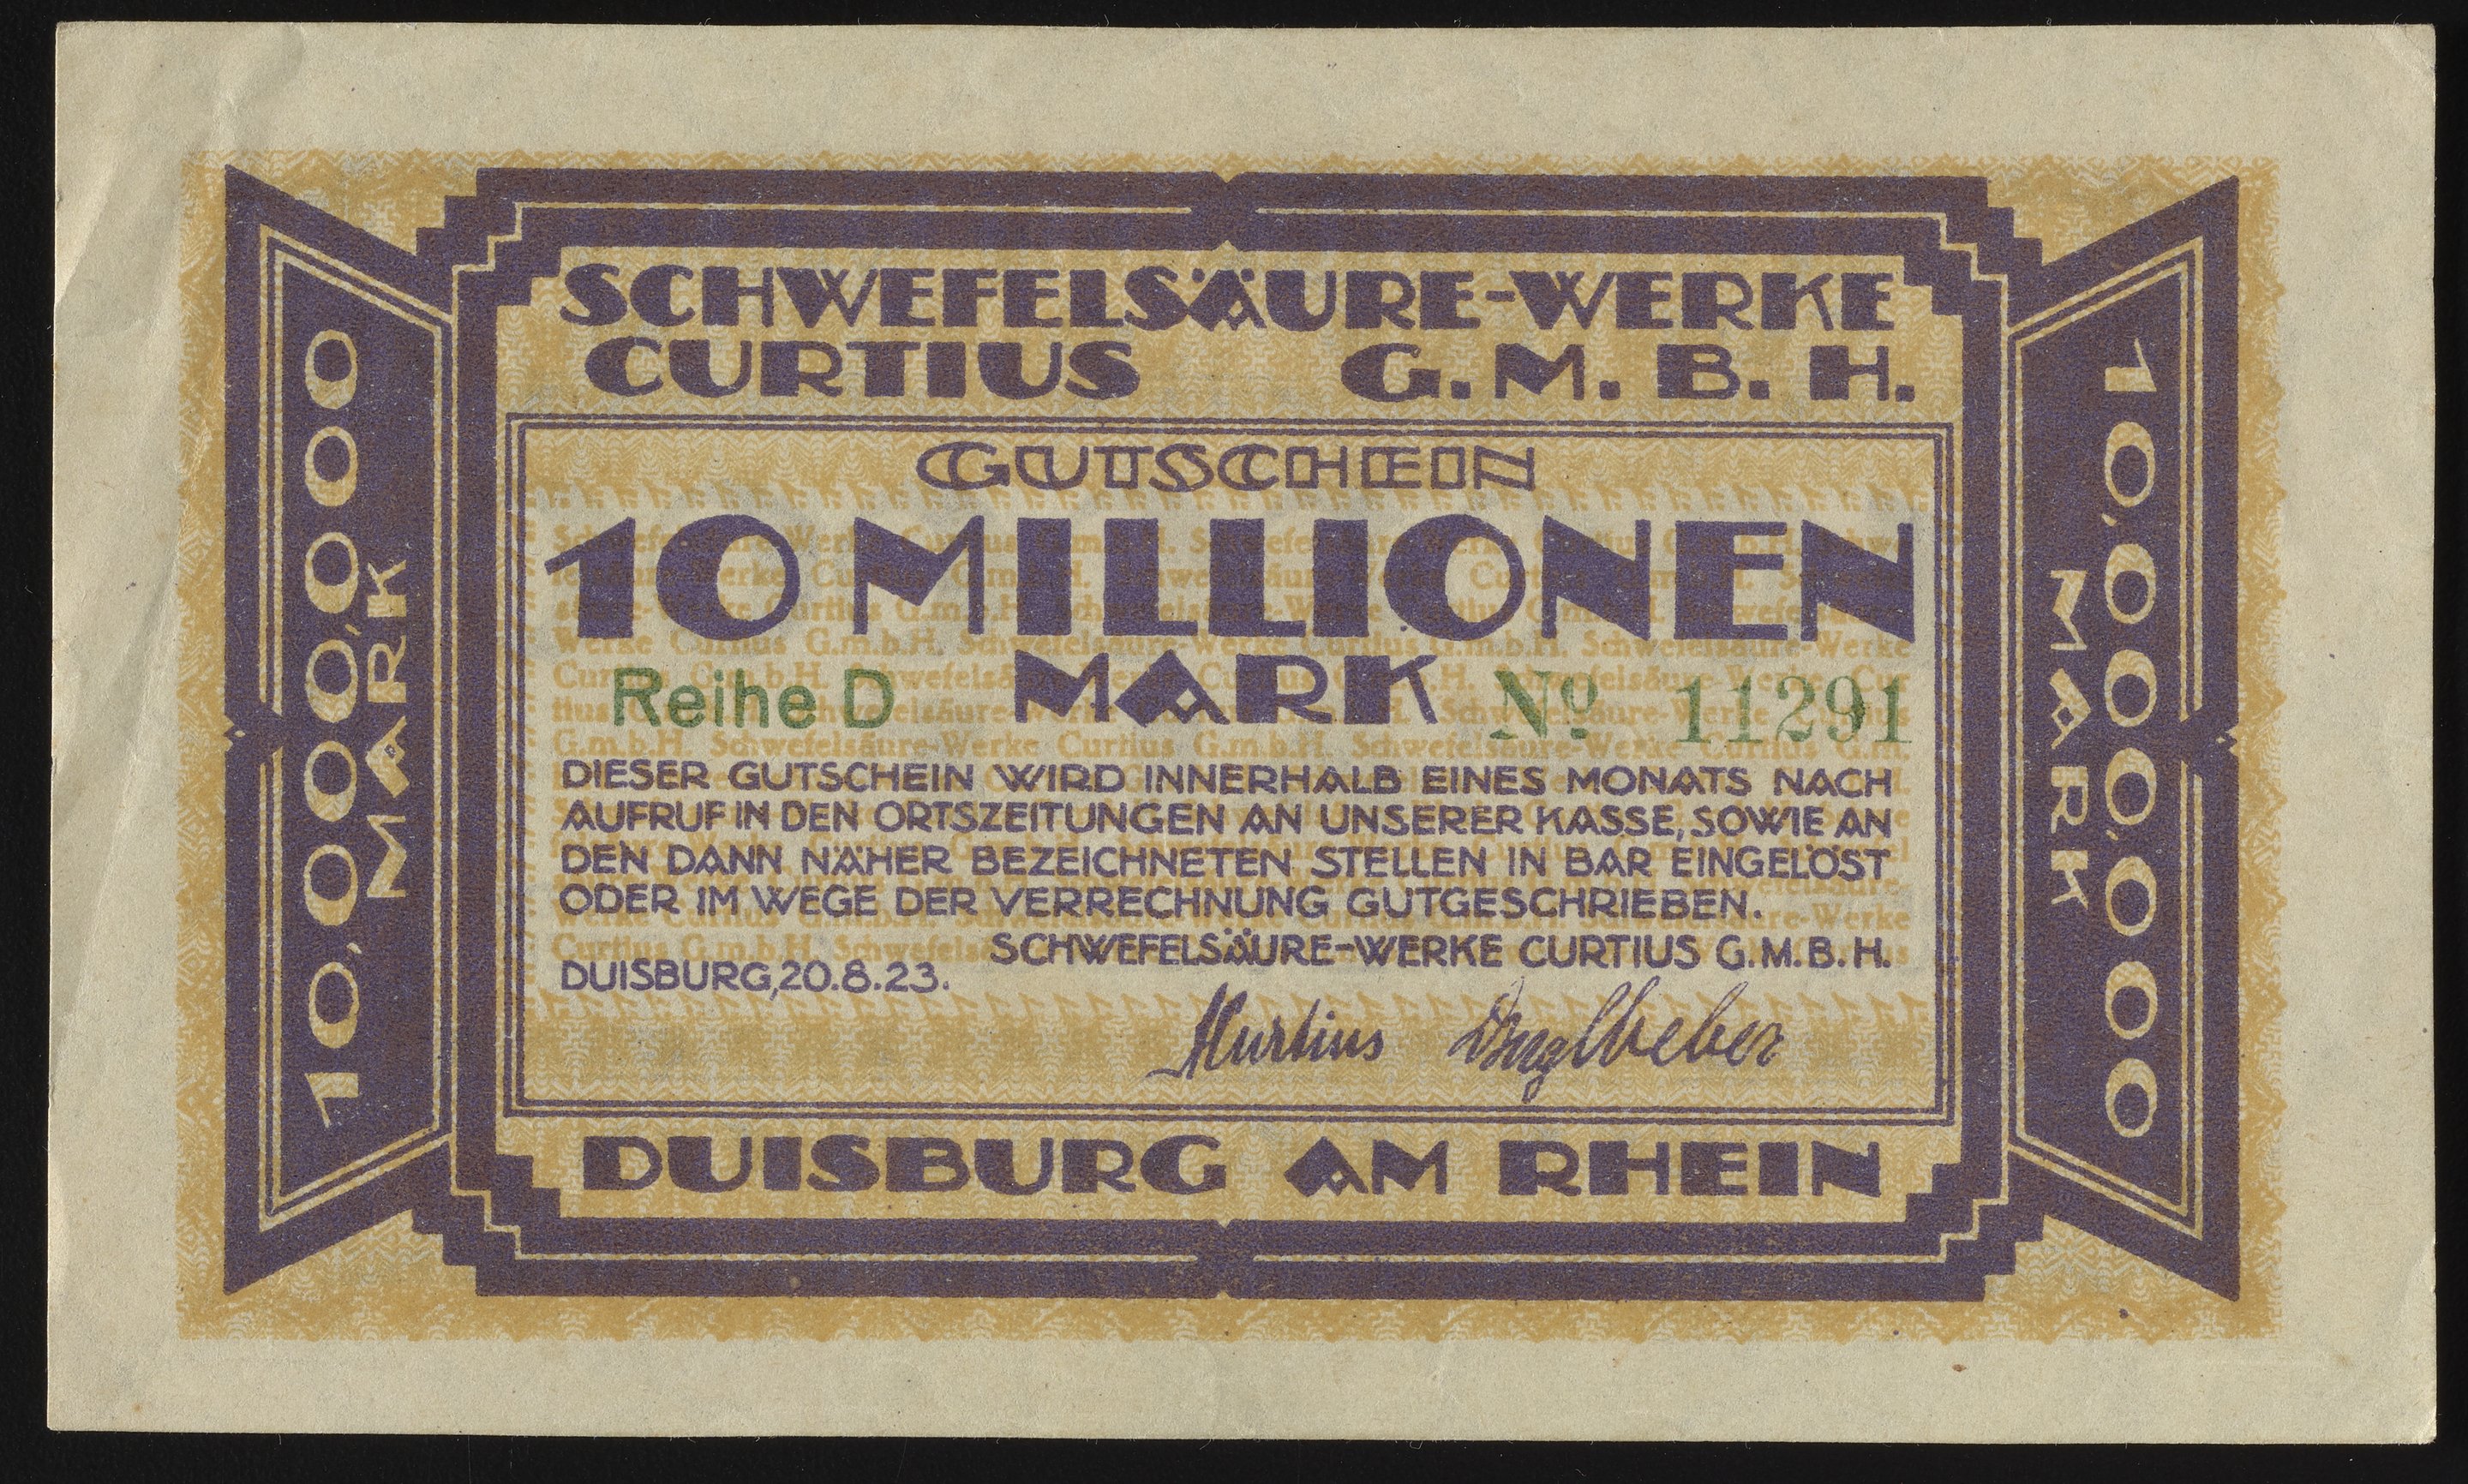 SCHWEFELSÄURE-WERKE
CURTIUS G. M. B. H.
GUTSCHEIN
10 MILLIONEN
Reihe D MARK Nº 11291
DIESER GUTSCHEIN WIRD INNERHALB EINES MONATS NACH
AUFRUF IN DEN ORTSZEITUNGEN AN UNSERER KASSE, SOWIE AN
DEN DANN NÄHER BEZEICHNETEN STELLEN IN BAR EINGELÖST
ODER IM WEGE DER VERRECHNUNG GUTGESCHRIEBEN.
SCHWEFELSÄURE-WERKE CURTIUS G.M.B.H.
DUISBURG, 20.8.23.
DUISBURG AM RHEIN
10,000,000
MARK
10,000,000
MARK